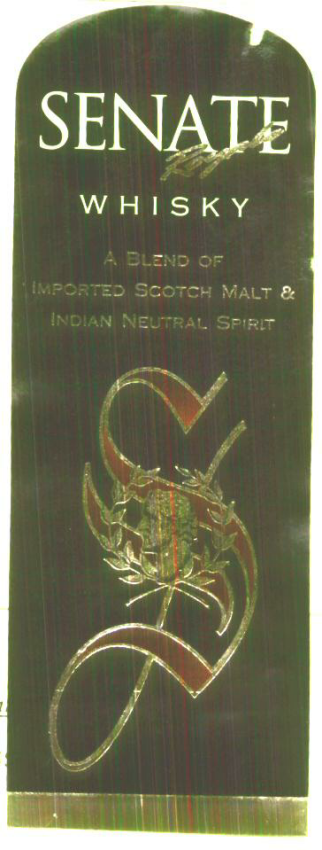 SENATE
Royale
WHISKY
A BLEND OF
IMPORTED SCOTCH MALT &
INDIAN NEUTRAL SPIRIT
S